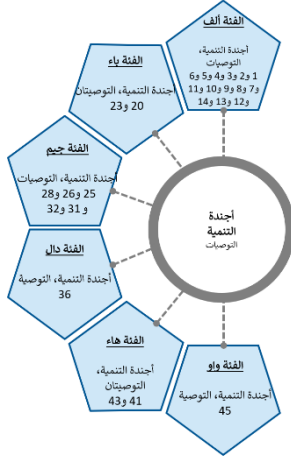 الفئة ألف
أجندة التنمية،
التوصيات
1 و2 و3 و4 و5 و6
و7 و8 و9 و10 و11
و12 و13 و14
الفئة باء
أجندة التنمية، التوصيتان
20 و23
الفئة جيم
أجندة التنمية، التوصيات
25 و26 و28
و 31 و32
الفئة دال
أجندة التنمية، التوصية
36
الفئة هاء
أجندة التنمية،
التوصيتان
41 و43
الفئة واو
أجندة التنمية، التوصية
45
أجندة
التنمية
التوصيات